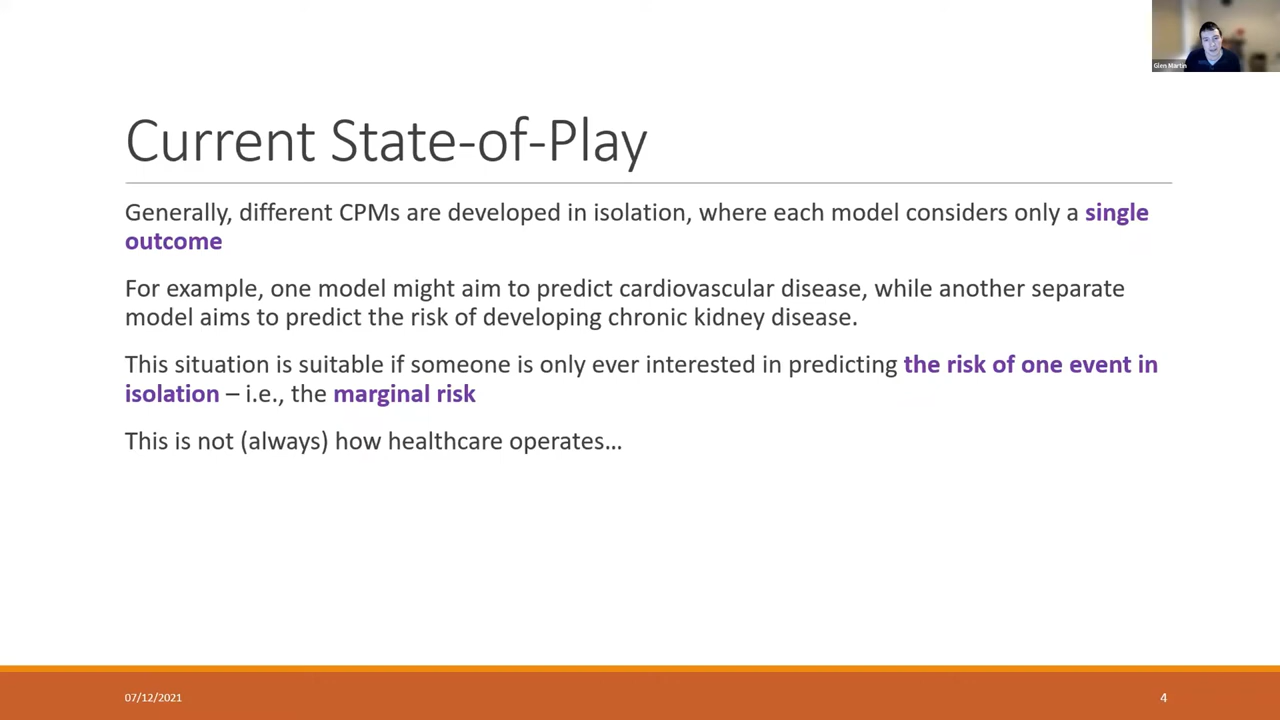 Glen Martin
Current State-of-Play
Generally, different CPMs are developed in isolation, where each model considers only a single
outcome
For example, one model might aim to predict cardiovascular disease, while another separate
model aims to predict the risk of developing chronic kidney disease.
This situation is suitable if someone is only ever interested in predicting the risk of one event in
isolation – i.e., the marginal risk
This is not (always) how healthcare operates…
07/12/2021
4